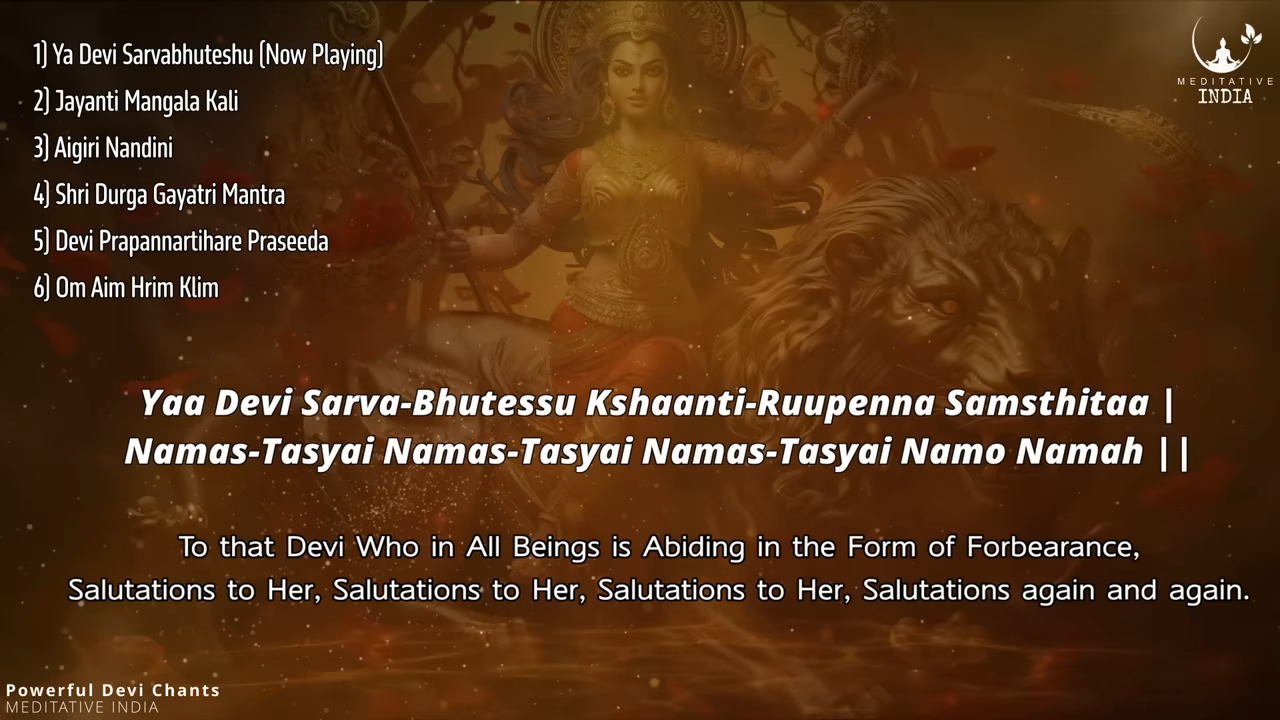 1) Ya Devi Sarvabhuteshu (Now Playing)
2) Jayanti Mangala Kali
3) Aigiri Nandini
4) Shri Durga Gayatri Mantra
5) Devi Prapannartihare Praseeda
6) Om Aim Hrim Klim
MEDITATIVE
INDIA
Yaa Devi Sarva-Bhutessu Kshaanti-Ruupenna Samsthitaa |
Namas-Tasyai Namas-Tasyai Namas-Tasyai Namo Namah ||
To that Devi Who in All Beings is Abiding in the Form of Forbearance,
Salutations to Her, Salutations to Her, Salutations to Her, Salutations again and again.
Powerful Devi Chants
MEDITATIVE INDIA